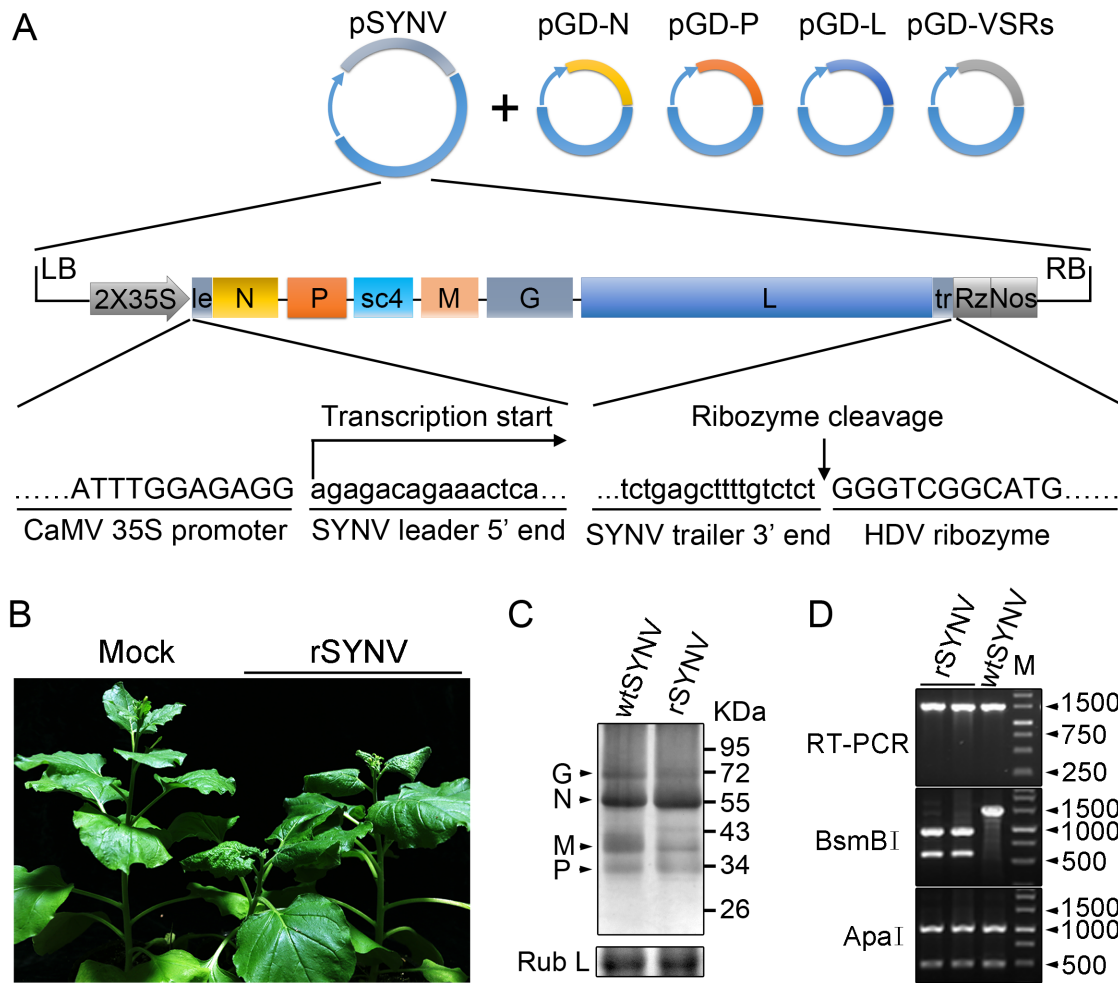 A
pSYNV
pGD-N
pGD-P
pGD-L
pGD-VSRs
+
LB
RB
2X35S
le
N
P
sc4
M
G
L
tr
Rz
Nos
Transcription start
Ribozyme cleavage
......ATTTGGAGAGG
agagacagaaactca...
...tctgagcttttgtctct
GGGTCGGCATG......
CaMV 35S promoter
SYNV leader 5’ end
SYNV trailer 3’ end
HDV ribozyme
B
Mock
rSYNV
C
wtSYNV
rSYNV
KDa
95
G
72
N
55
43
M
P
34
26
Rub L
D
rSYNV
wtSYNV
M
1500
RT-PCR
750
250
1500
BsmBⅠ
1000
500
1500
ApaⅠ
1000
500